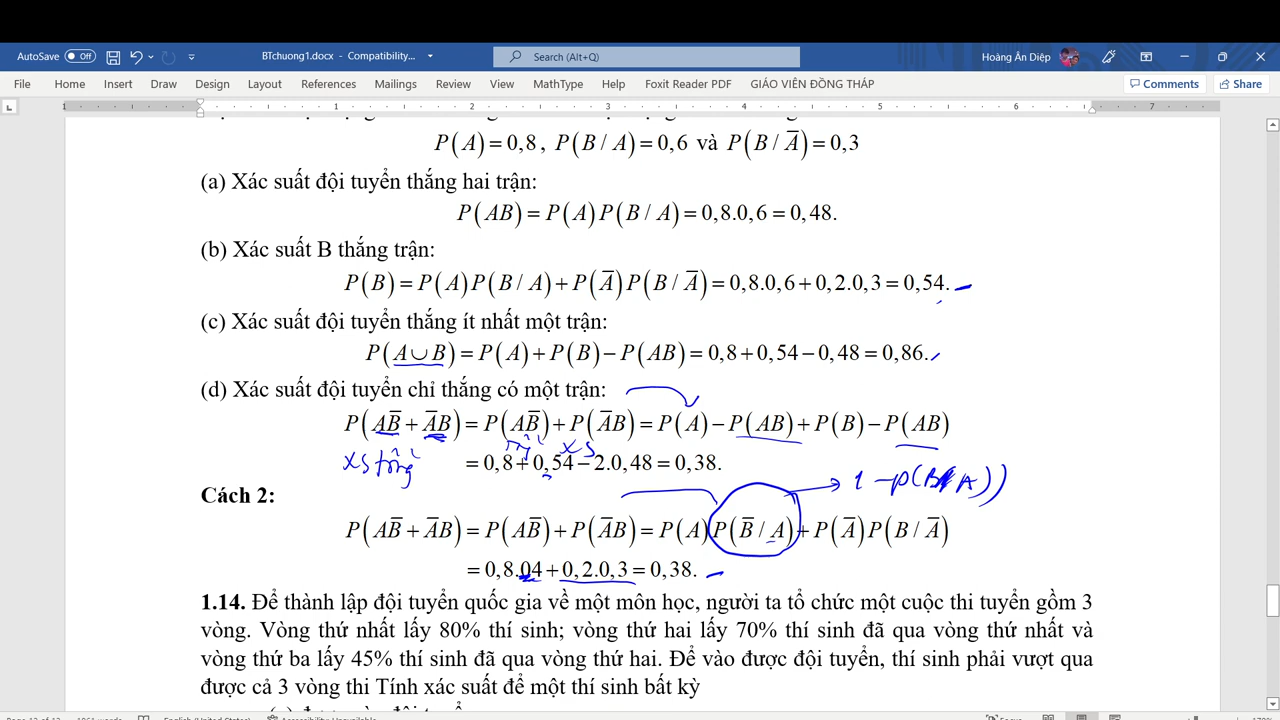 AutoSave Off BTchuong1.docx - Compatibility... Search (Alt+Q) Hoàng Ân Diệp
File Home Insert Draw Design Layout References Mailings Review View MathType Help Foxit Reader PDF GIÁO VIÊN ĐỒNG THÁP Comments Share
1 1 2 3 4 5 6 7
P(A) = 0,8, P(B / A) = 0,6 và P(B / A̅) = 0,3
(a) Xác suất đội tuyển thắng hai trận:
P(AB) = P(A)P(B / A) = 0,8.0,6 = 0,48.
(b) Xác suất B thắng trận:
P(B) = P(A)P(B / A) + P(A̅)P(B / A̅) = 0,8.0,6 + 0,2.0,3 = 0,54.
(c) Xác suất đội tuyển thắng ít nhất một trận:
P(A ∪ B) = P(A) + P(B) − P(AB) = 0,8 + 0,54 − 0,48 = 0,86.
(d) Xác suất đội tuyển chỉ thắng có một trận:
P(AB̅ + A̅B) = P(AB̅) + P(A̅B) = P(A) − P(AB) + P(B) − P(AB)
xs tổng xs
= 0,8 + 0,54 − 2.0,48 = 0,38.
Cách 2:
1 - P(B/A))
P(AB̅ + A̅B) = P(AB̅) + P(A̅B) = P(A)P(B̅ / A) + P(A̅)P(B / A̅)
= 0,8.04 + 0,2.0,3 = 0,38.
1.14. Để thành lập đội tuyển quốc gia về một môn học, người ta tổ chức một cuộc thi tuyển gồm 3
vòng. Vòng thứ nhất lấy 80% thí sinh; vòng thứ hai lấy 70% thí sinh đã qua vòng thứ nhất và
vòng thứ ba lấy 45% thí sinh đã qua vòng thứ hai. Để vào được đội tuyển, thí sinh phải vượt qua
được cả 3 vòng thi Tính xác suất để một thí sinh bất kỳ